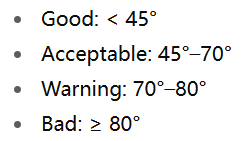 • Good: < 45°
• Acceptable: 45°–70°
• Warning: 70°–80°
• Bad: ≥ 80°